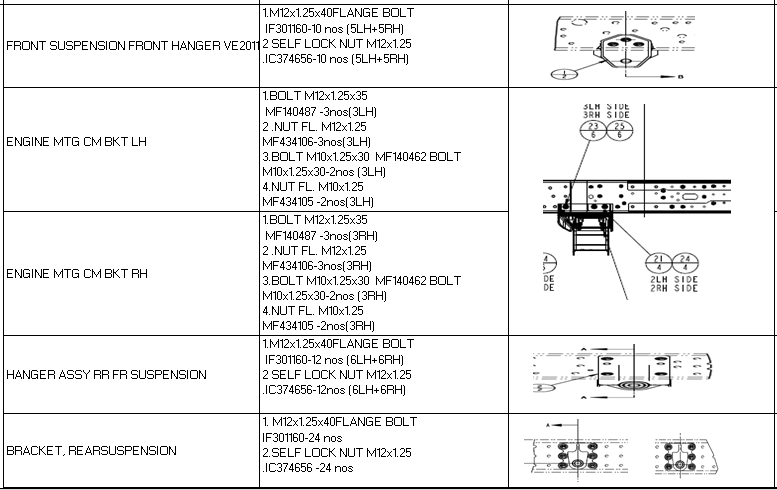 FRONT SUSPENSION FRONT HANGER VE2011
1.M12x1.25x40FLANGE BOLT
IF301160-10 nos (5LH+5RH)
2 SELF LOCK NUT M12x1.25
.IC374656-10 nos (5LH+5RH)
1
2
B
ENGINE MTG CM BKT LH
1.BOLT M12x1.25x35
MF140487 -3nos(3LH)
2 .NUT FL. M12x1.25
MF434106-3nos(3LH)
3.BOLT M10x1.25x30 MF140462 BOLT
M10x1.25x30-2nos (3LH)
4.NUT FL. M10x1.25
MF434105 -2nos(3LH)
3LH SIDE
3RH SIDE
23 25
6 6
ENGINE MTG CM BKT RH
1.BOLT M12x1.25x35
MF140487 -3nos(3RH)
2 .NUT FL. M12x1.25
MF434106-3nos(3RH)
3.BOLT M10x1.25x30 MF140462 BOLT
M10x1.25x30-2nos (3RH)
4.NUT FL. M10x1.25
MF434105 -2nos(3RH)
4
DE
DE
21 24
4 4
2LH SIDE
2RH SIDE
HANGER ASSY RR FR SUSPENSION
1.M12x1.25x40FLANGE BOLT
IF301160-12 nos (6LH+6RH)
2 SELF LOCK NUT M12x1.25
.IC374656-12nos (6LH+6RH)
A
A
BRACKET, REARSUSPENSION
1. M12x1.25x40FLANGE BOLT
IF301160-24 nos
2.SELF LOCK NUT M12x1.25
.IC374656 -24 nos
A